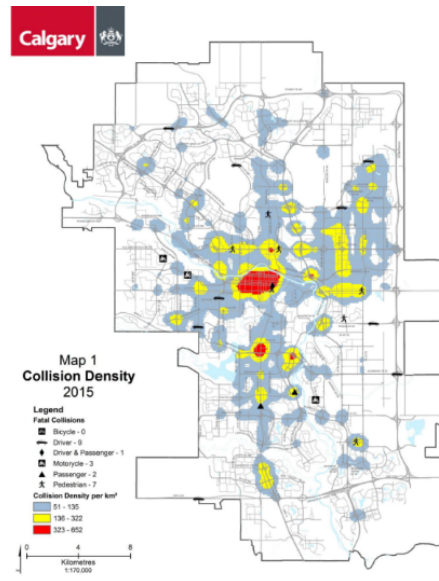 Calgary
Map 1
Collision Density
2015
Legend
Fatal Collisions
Bicycle - 0
Driver - 9
Driver & Passenger - 1
Motorcycle - 3
Passenger - 2
Pedestrian - 7
Collision Density per km²
51 - 135
136 - 322
323 - 652
0 4 8
Kilometres
1:170,000